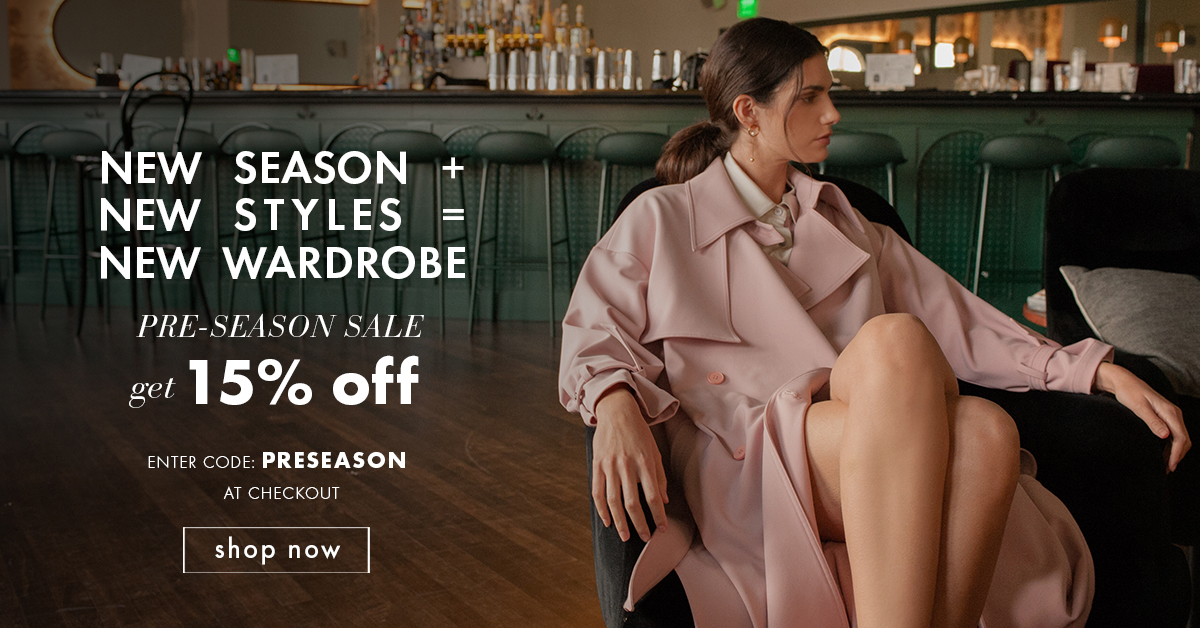 NEW SEASON +
NEW STYLES =
NEW WARDROBE
PRE-SEASON SALE
get 15% off
ENTER CODE: PRESEASON
AT CHECKOUT
shop now